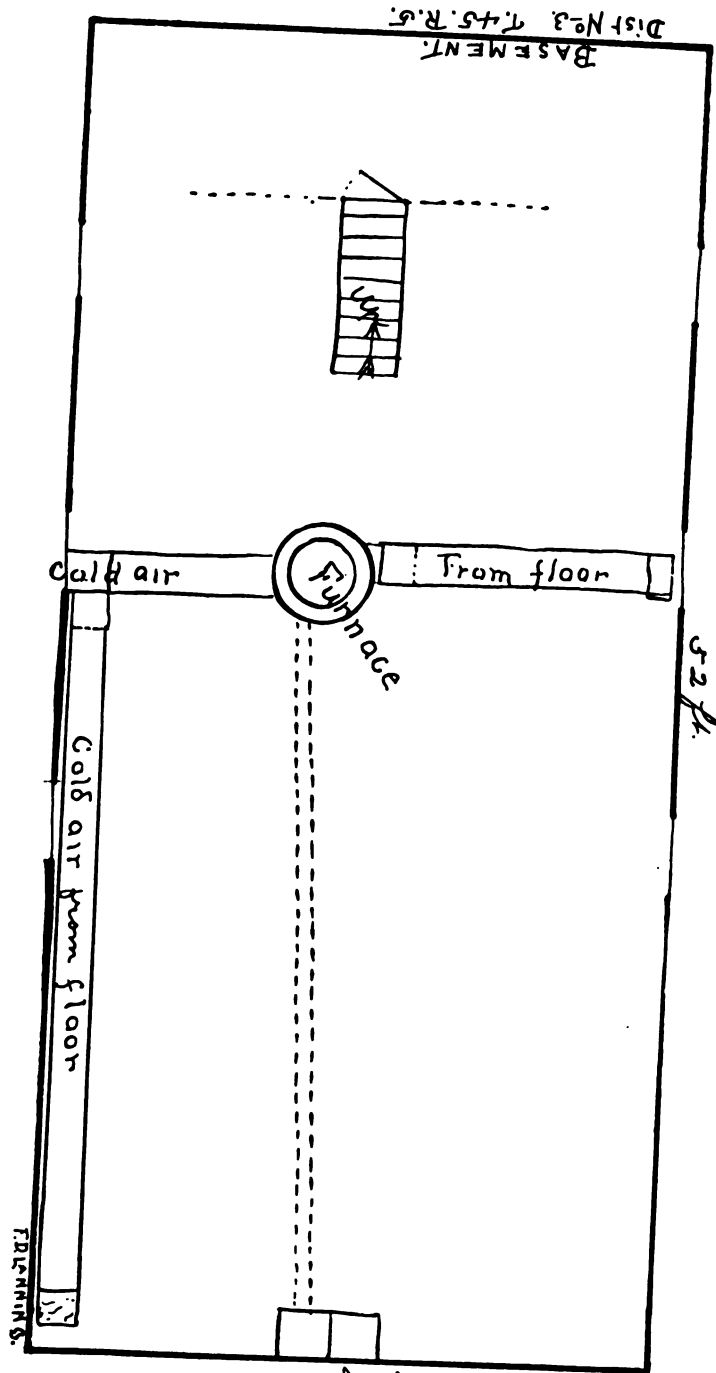 Dist No-3. T.45. R.5.
BASEMENT.
Cold air
Furnace
From floor
52 ft.
Cold air from floor